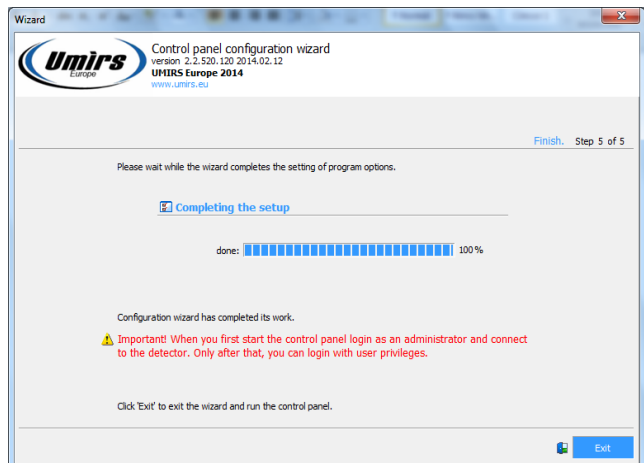 Wizard
Umirs
Europe
Control panel configuration wizard
version 2.2.520.120 2014.02.12
UMIRS Europe 2014
www.umirs.eu
Finish. Step 5 of 5
Please wait while the wizard completes the setting of program options.
Completing the setup
done: 100%
Configuration wizard has completed its work.
Important! When you first start the control panel login as an administrator and connect
to the detector. Only after that, you can login with user privileges.
Click 'Exit' to exit the wizard and run the control panel.
Exit